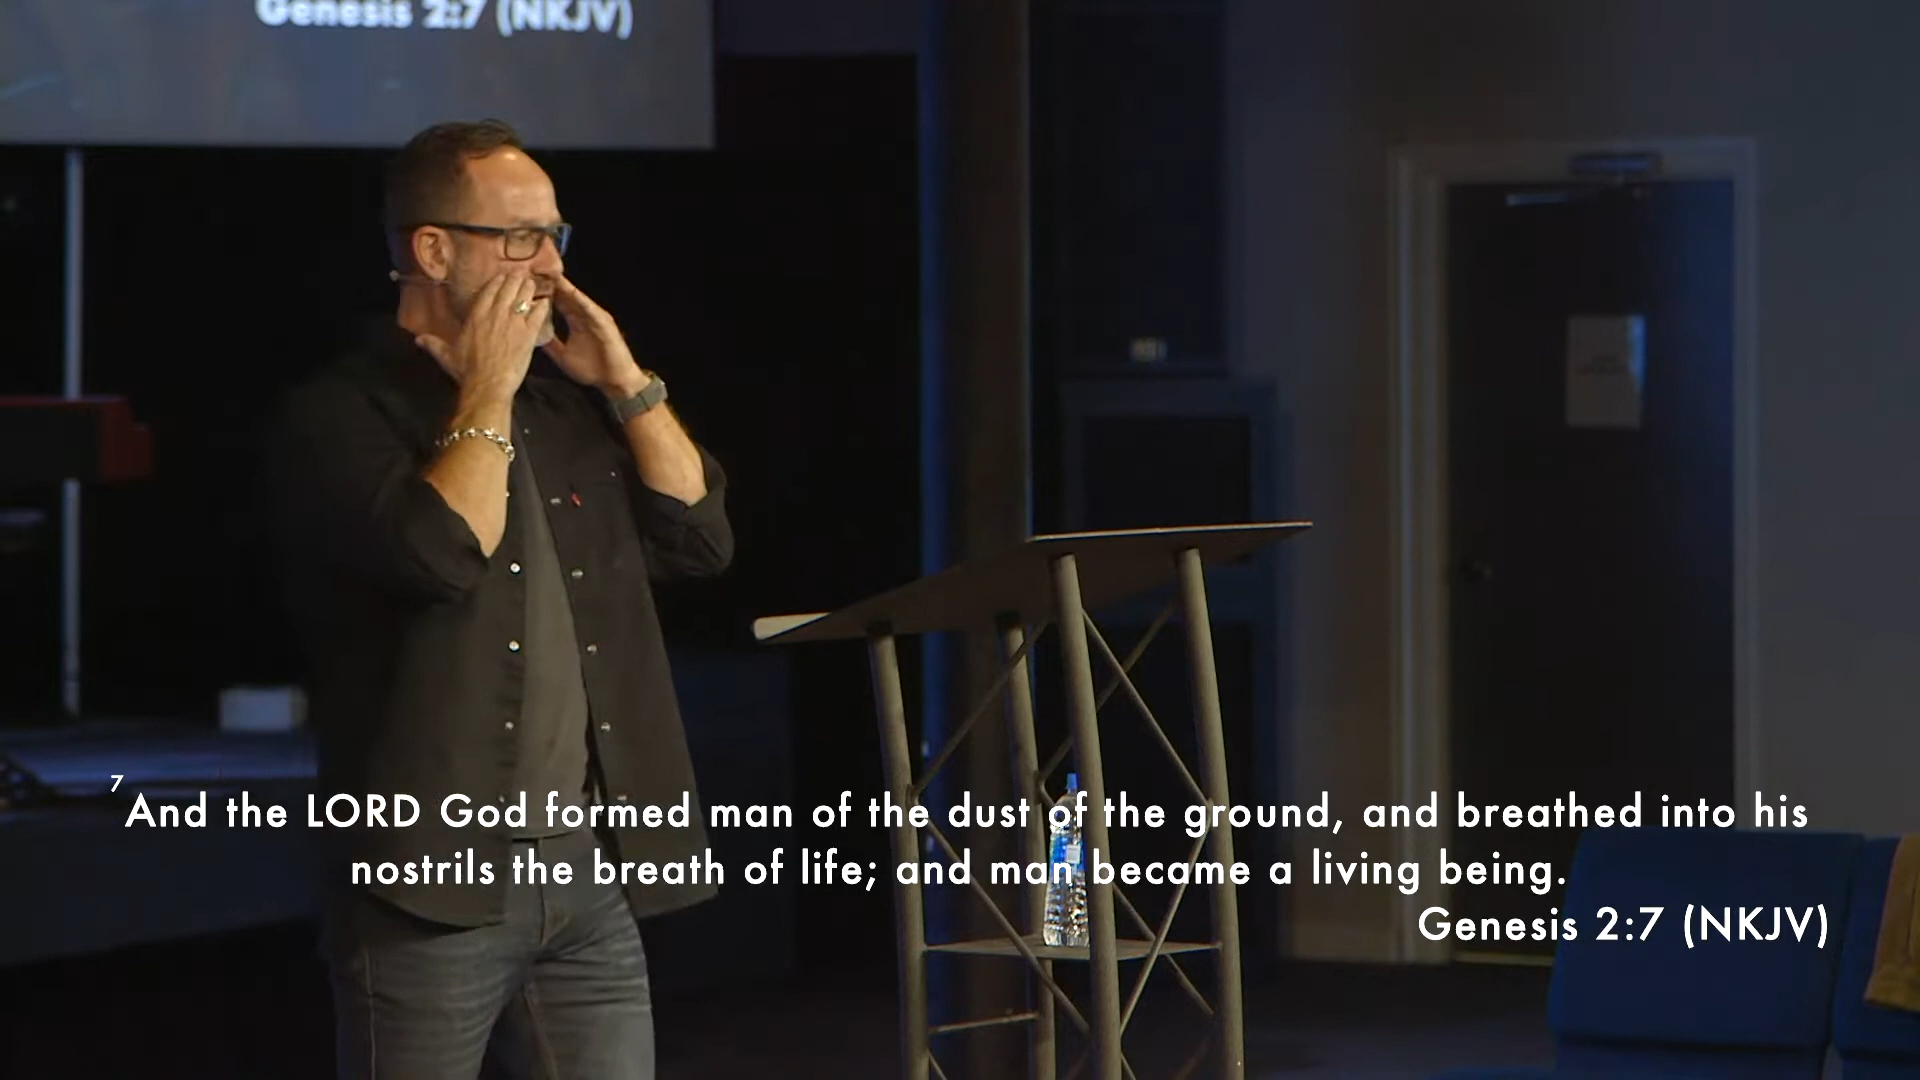 Genesis 2:7 (NKJV)
7 And the LORD God formed man of the dust of the ground, and breathed into his
nostrils the breath of life; and man became a living being.
Genesis 2:7 (NKJV)